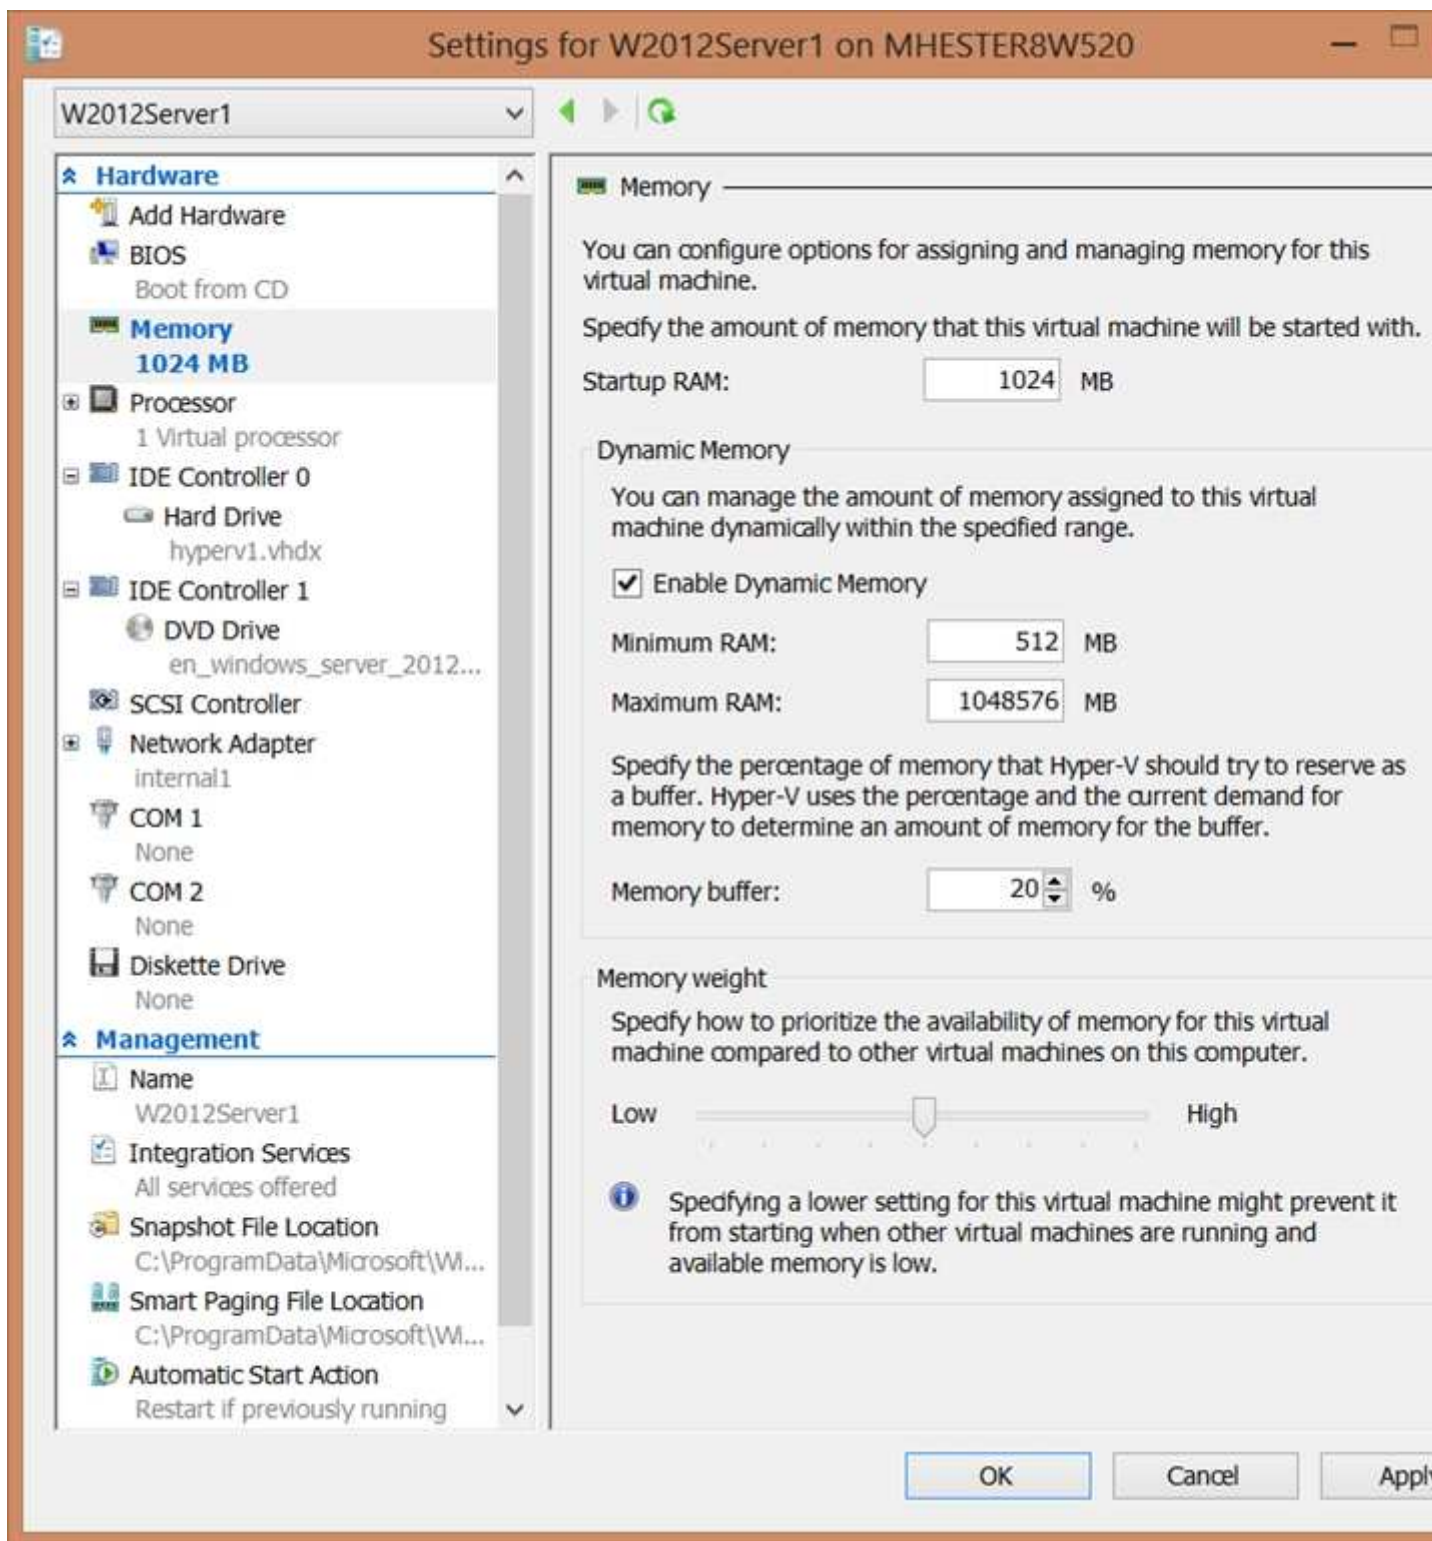 Settings for W2012Server1 on MHESTER8W520
W2012Server1
Hardware
Add Hardware
BIOS
Boot from CD
Memory
1024 MB
Processor
1 Virtual processor
IDE Controller 0
Hard Drive
hyperv1.vhdx
IDE Controller 1
DVD Drive
en_windows_server_2012...
SCSI Controller
Network Adapter
internal1
COM 1
None
COM 2
None
Diskette Drive
None
Management
Name
W2012Server1
Integration Services
All services offered
Snapshot File Location
C:\ProgramData\Microsoft\Wi...
Smart Paging File Location
C:\ProgramData\Microsoft\Wi...
Automatic Start Action
Restart if previously running
Memory
You can configure options for assigning and managing memory for this
virtual machine.
Specify the amount of memory that this virtual machine will be started with.
Startup RAM: 1024 MB
Dynamic Memory
You can manage the amount of memory assigned to this virtual
machine dynamically within the specified range.
Enable Dynamic Memory
Minimum RAM: 512 MB
Maximum RAM: 1048576 MB
Specify the percentage of memory that Hyper-V should try to reserve as
a buffer. Hyper-V uses the percentage and the current demand for
memory to determine an amount of memory for the buffer.
Memory buffer: 20 %
Memory weight
Specify how to prioritize the availability of memory for this virtual
machine compared to other virtual machines on this computer.
Low High
Specifying a lower setting for this virtual machine might prevent it
from starting when other virtual machines are running and
available memory is low.
OK Cancel Apply